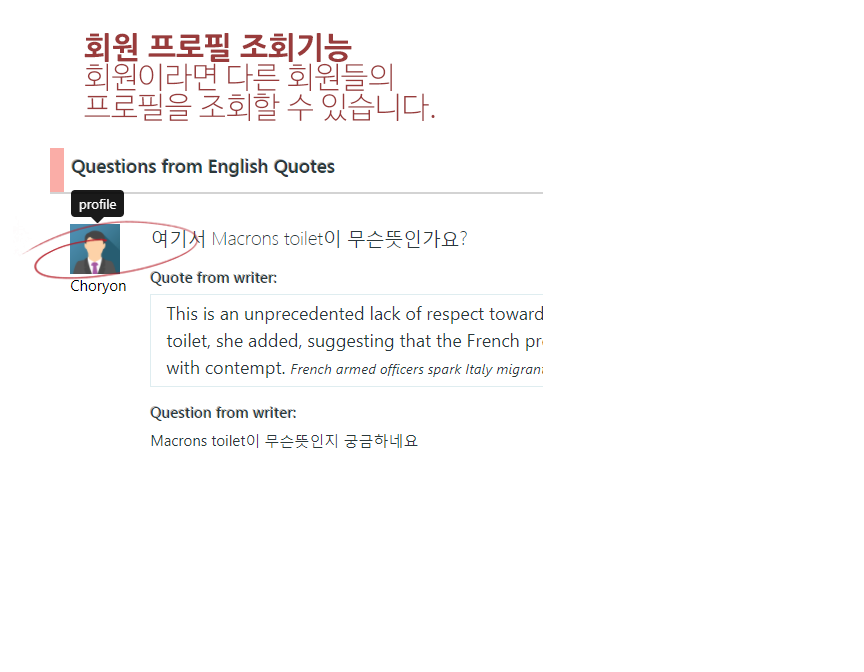 회원 프로필 조회기능
회원이라면 다른 회원들의
프로필을 조회할 수 있습니다.
Questions from English Quotes
profile
여기서 Macrons toilet이 무슨뜻인가요?
Choryon
Quote from writer:
This is an unprecedented lack of respect toward
toilet, she added, suggesting that the French pr
with contempt. French armed officers spark Italy migrant
Question from writer:
Macrons toilet이 무슨뜻인지 궁금하네요